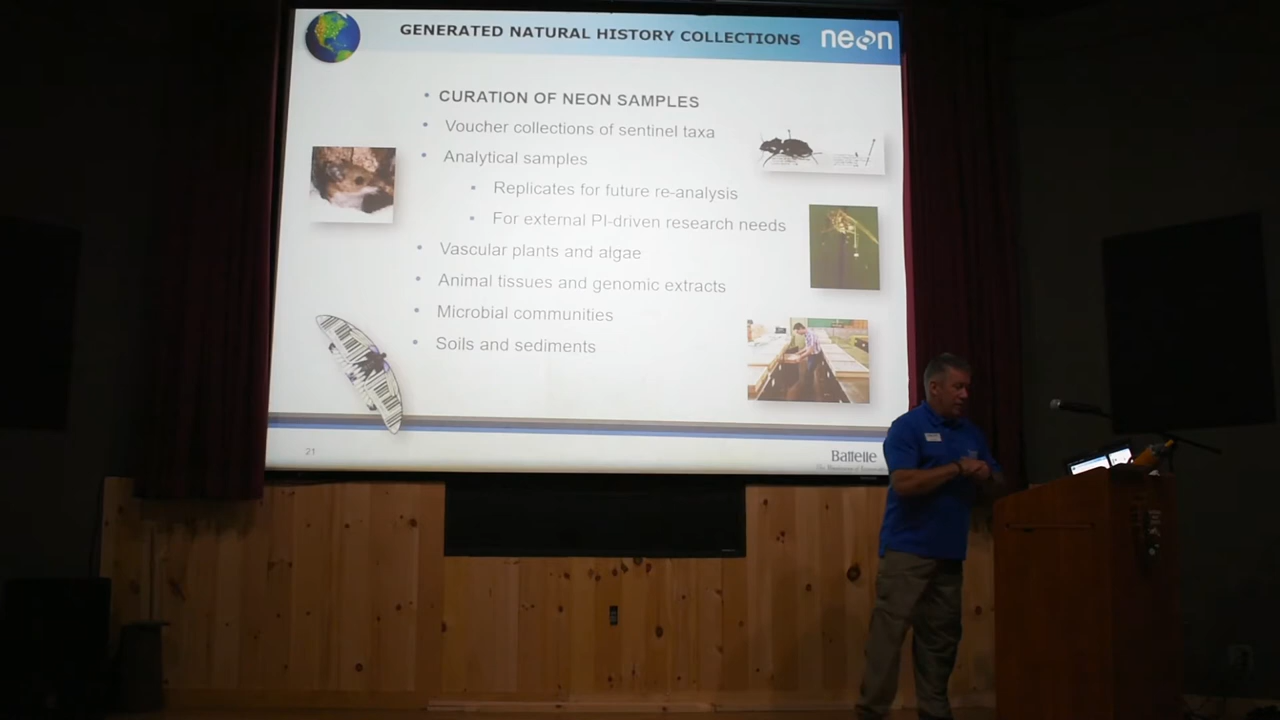 GENERATED NATURAL HISTORY COLLECTIONS
neon
• CURATION OF NEON SAMPLES
• Voucher collections of sentinel taxa
• Analytical samples
▪ Replicates for future re-analysis
▪ For external PI-driven research needs
• Vascular plants and algae
• Animal tissues and genomic extracts
• Microbial communities
• Soils and sediments
21
Battelle